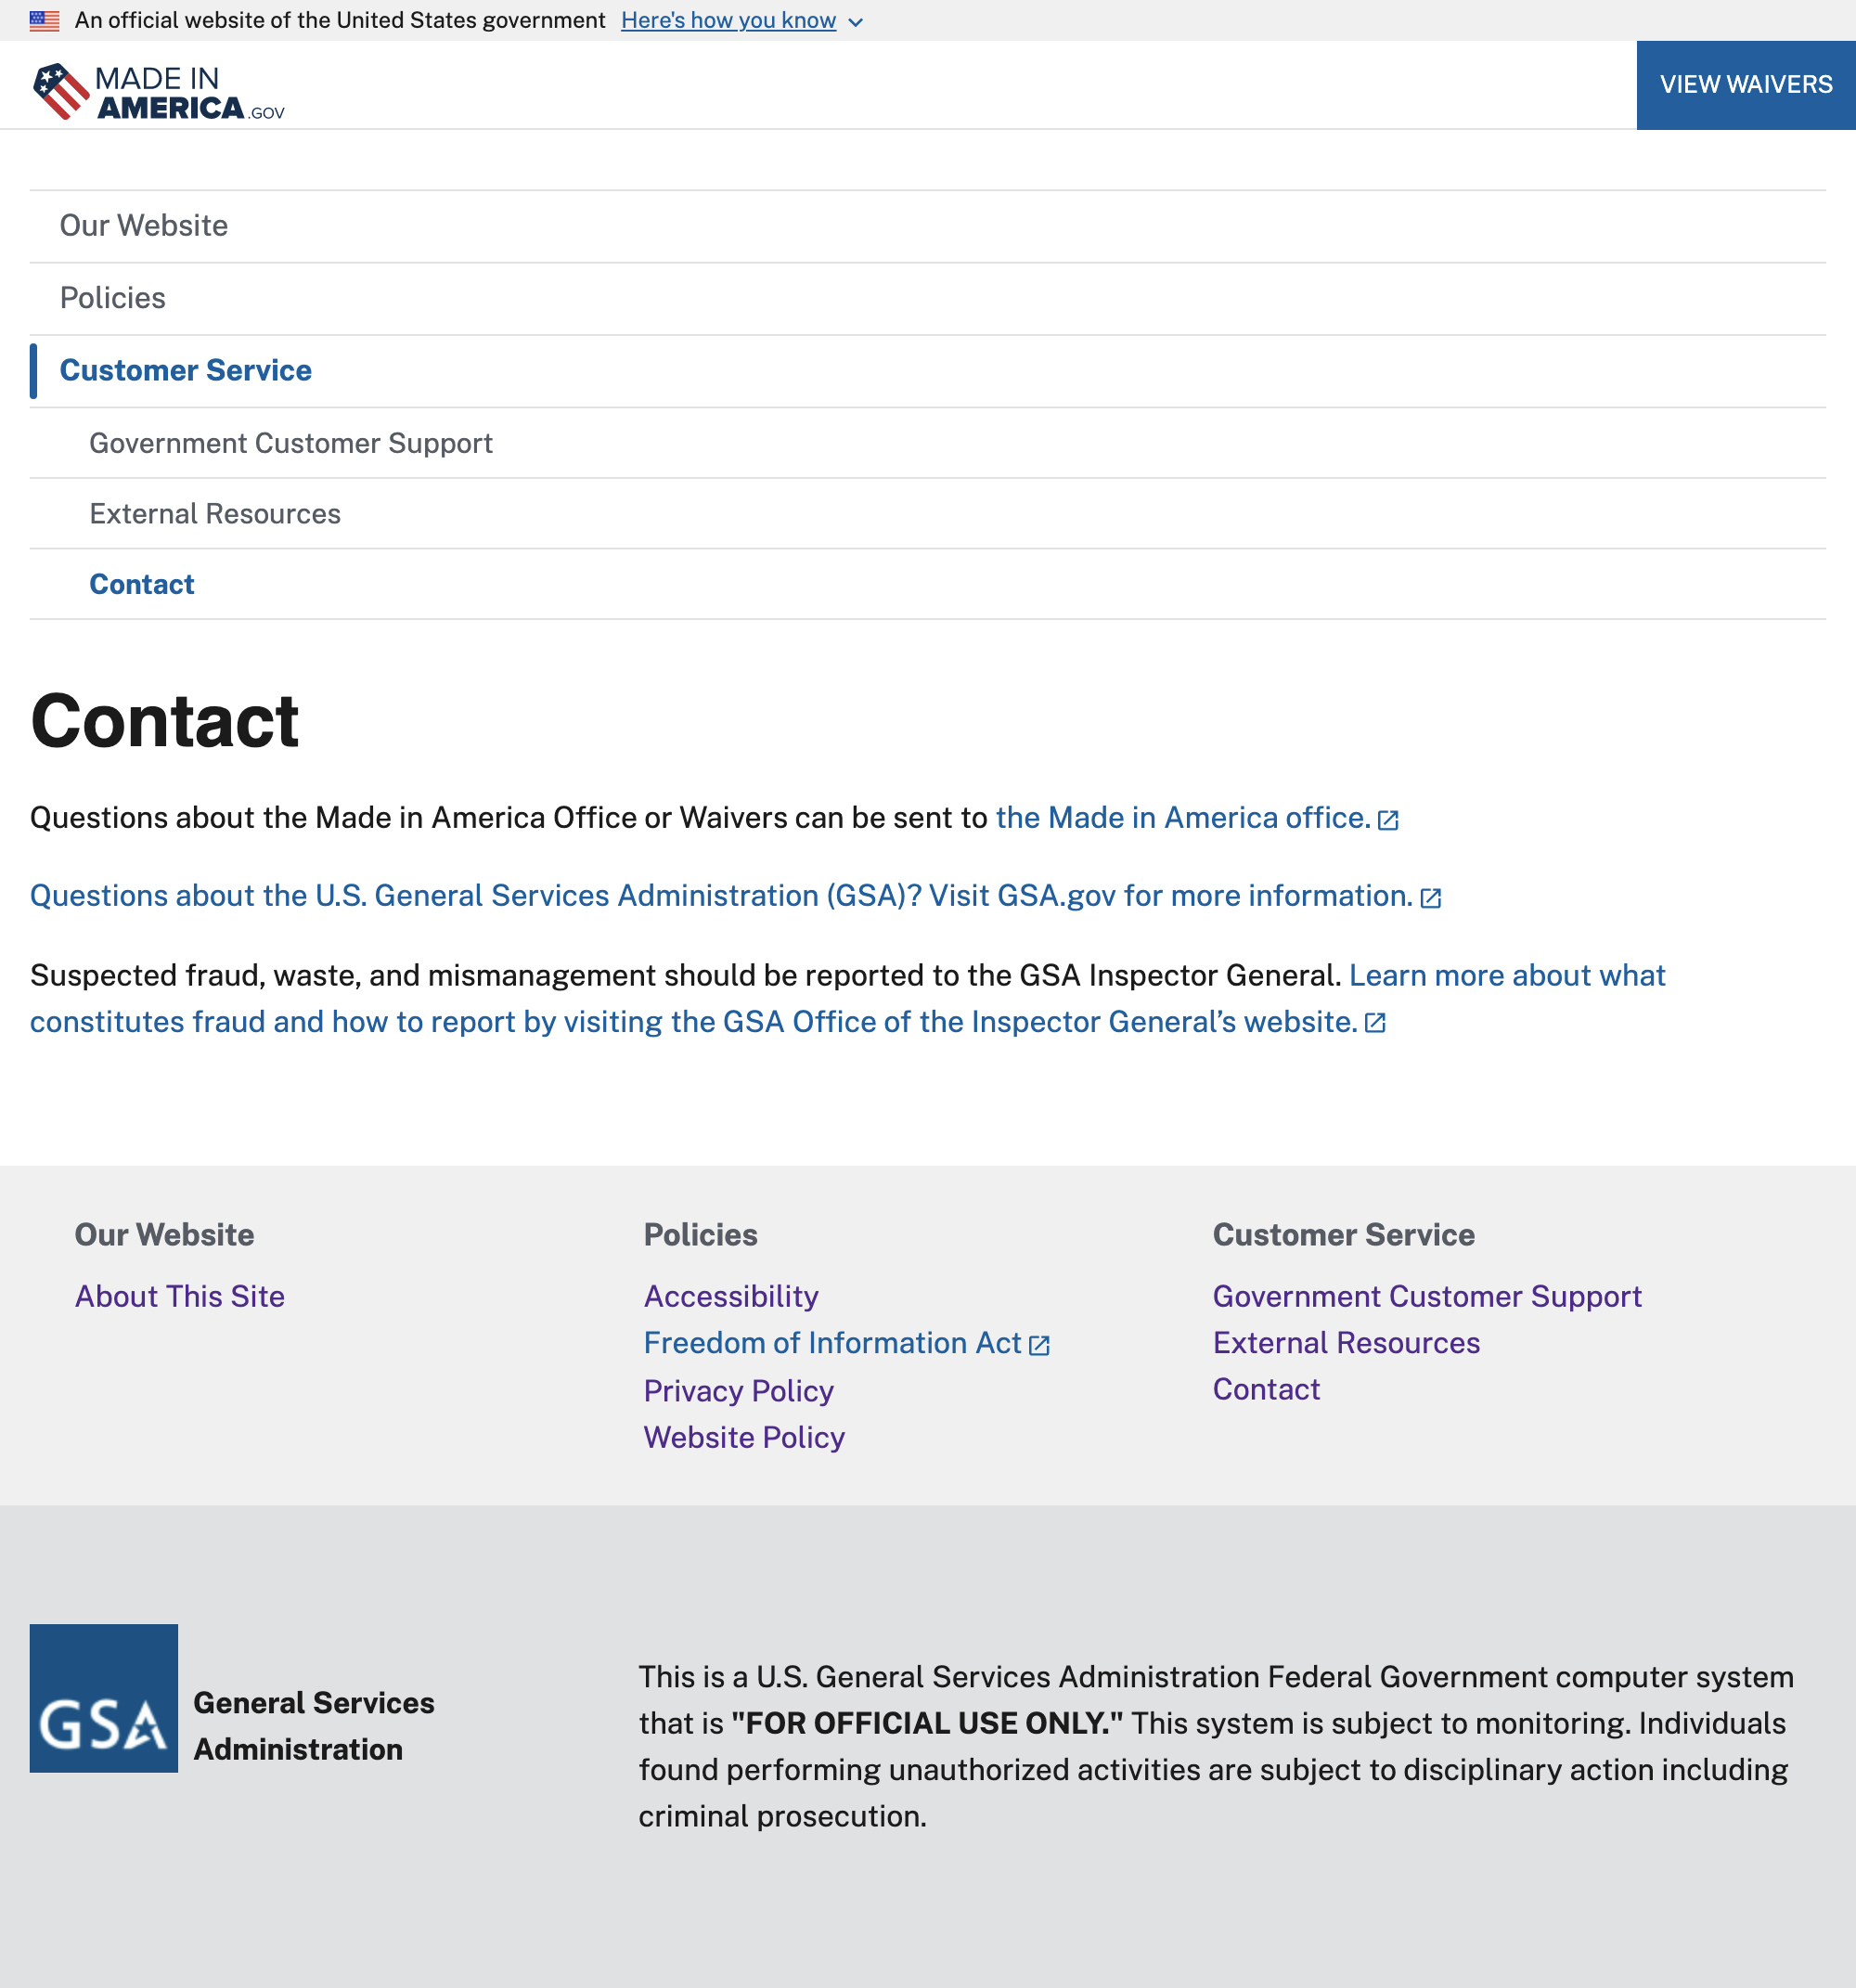 An official website of the United States government Here's how you know
MADE IN
AMERICA.GOV
VIEW WAIVERS
Our Website
Policies
Customer Service
Government Customer Support
External Resources
Contact
Contact
Questions about the Made in America Office or Waivers can be sent to the Made in America office.
Questions about the U.S. General Services Administration (GSA)? Visit GSA.gov for more information.
Suspected fraud, waste, and mismanagement should be reported to the GSA Inspector General. Learn more about what
constitutes fraud and how to report by visiting the GSA Office of the Inspector General’s website.
Our Website
About This Site
Policies
Accessibility
Freedom of Information Act
Privacy Policy
Website Policy
Customer Service
Government Customer Support
External Resources
Contact
GSA
General Services
Administration
This is a U.S. General Services Administration Federal Government computer system
that is "FOR OFFICIAL USE ONLY." This system is subject to monitoring. Individuals
found performing unauthorized activities are subject to disciplinary action including
criminal prosecution.